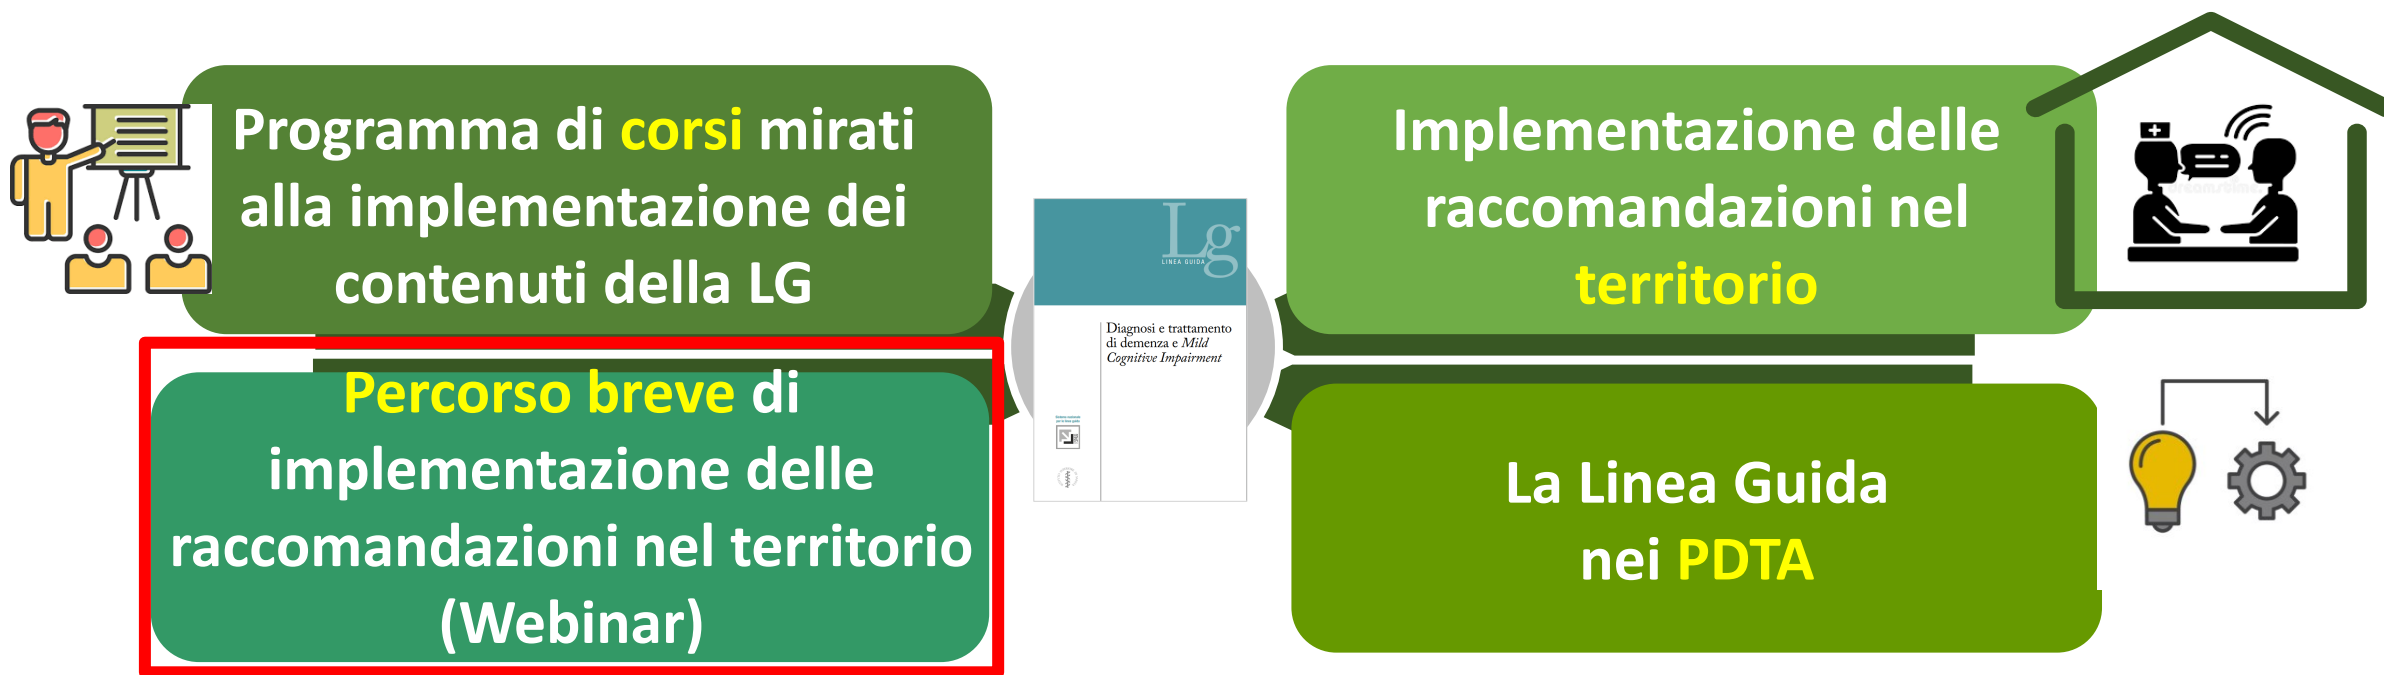 Programma di corsi mirati
alla implementazione dei
contenuti della LG
Percorso breve di
implementazione delle
raccomandazioni nel territorio
(Webinar)
Lg
LINEA GUIDA
Diagnosi e trattamento
di demenza e Mild
Cognitive Impairment
Implementazione delle
raccomandazioni nel
territorio
La Linea Guida
nei PDTA